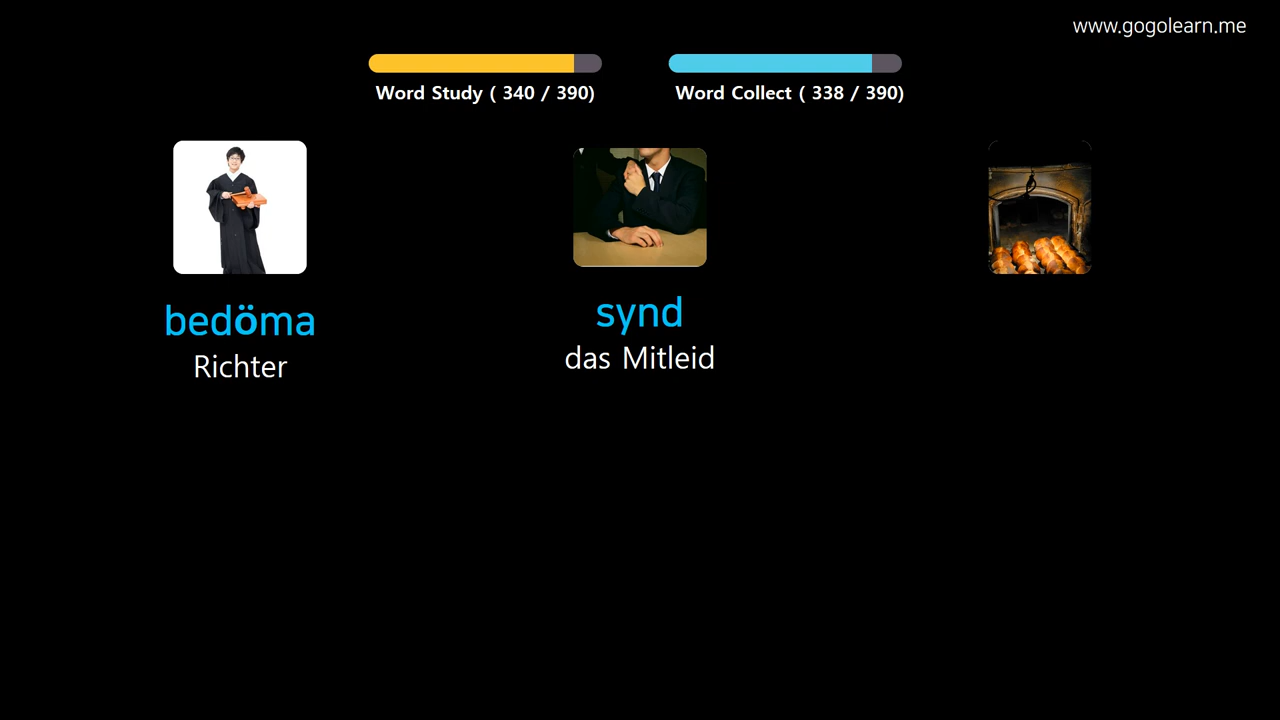 www.gogolearn.me
Word Study ( 340 / 390)
Word Collect ( 338 / 390)
bedöma
Richter
synd
das Mitleid